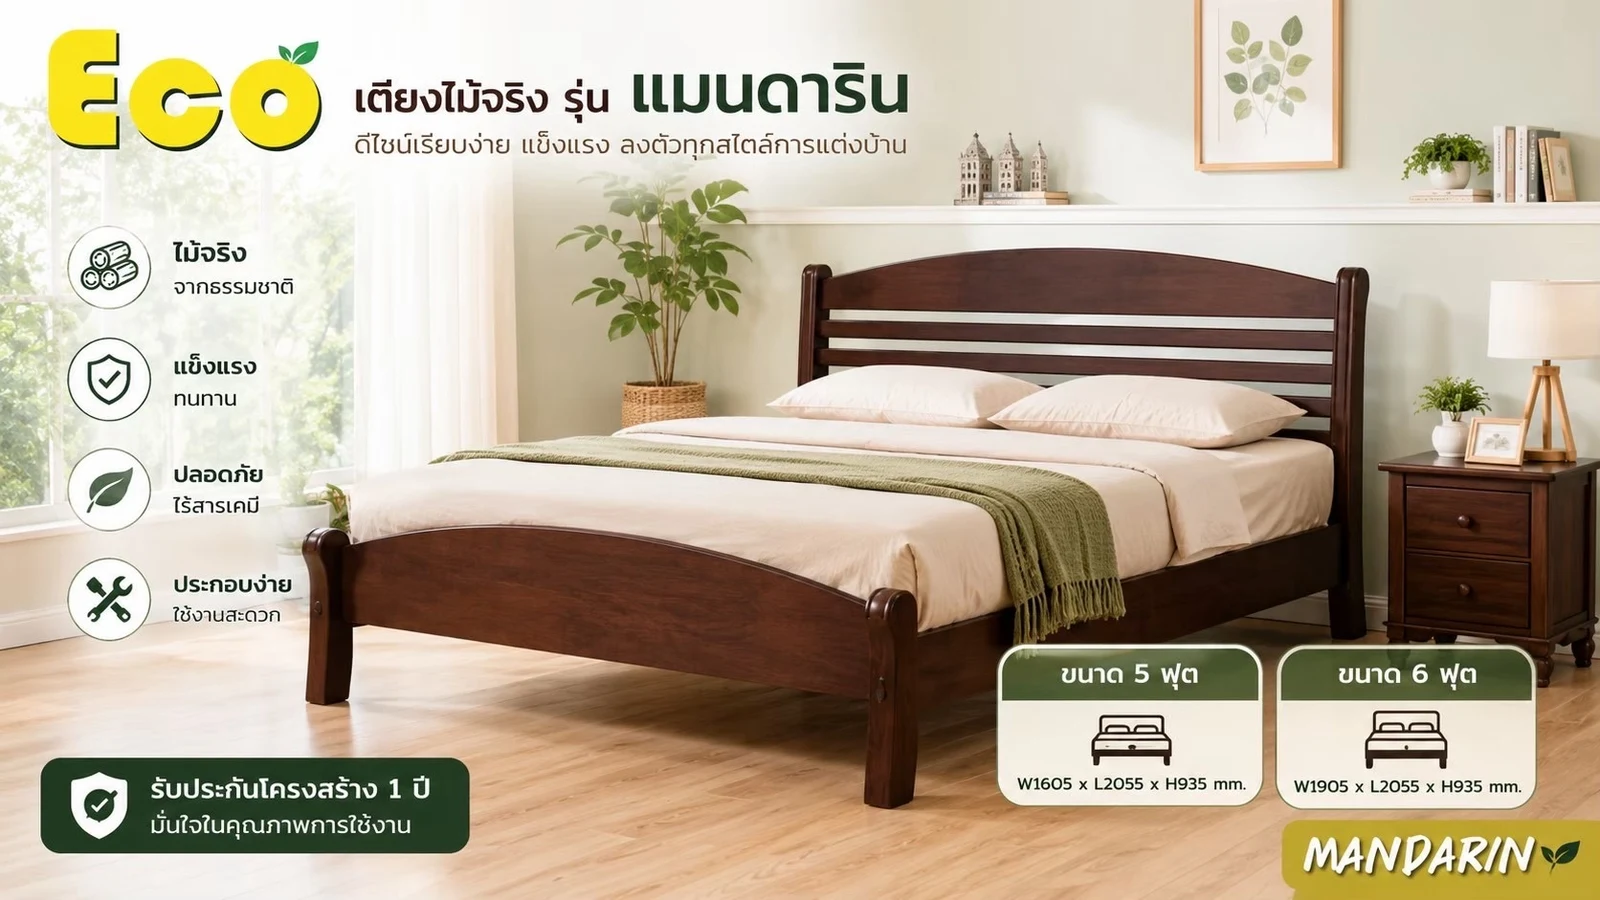 Eco
เตียงไม้จริง รุ่น แมนดาริน
ดีไซน์เรียบง่าย แข็งแรง ลงตัวทุกสไตล์การแต่งบ้าน
ไม้จริง
จากธรรมชาติ
แข็งแรง
ทนทาน
ปลอดภัย
ไร้สารเคมี
ประกอบง่าย
ใช้งานสะดวก
ขนาด 5 ฟุต
W1605 x L2055 x H935 mm.
ขนาด 6 ฟุต
W1905 x L2055 x H935 mm.
รับประกันโครงสร้าง 1 ปี
มั่นใจในคุณภาพการใช้งาน
MANDARIN